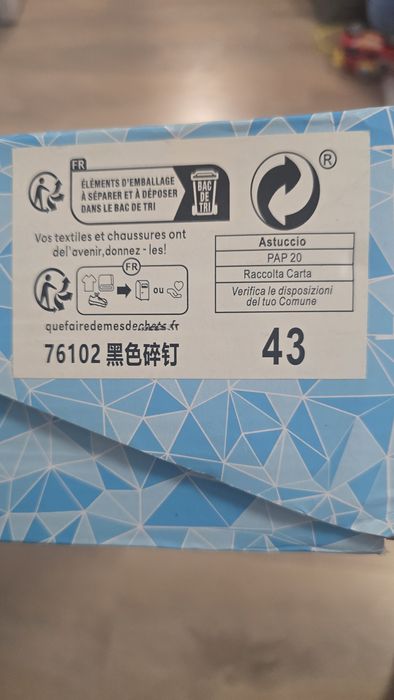 FR
ÉLÉMENTS D'EMBALLAGE
À SÉPARER ET À DÉPOSER
DANS LE BAC DE TRI
BAC
DE
TRI
Vos textiles et chaussures ont
del'avenir,donnez - les!
FR
ou
quefairedemesdechets.fr
76102 黑色碎钉
®
Astuccio
PAP 20
Raccolta Carta
Verifica le disposizioni
del tuo Comune
43